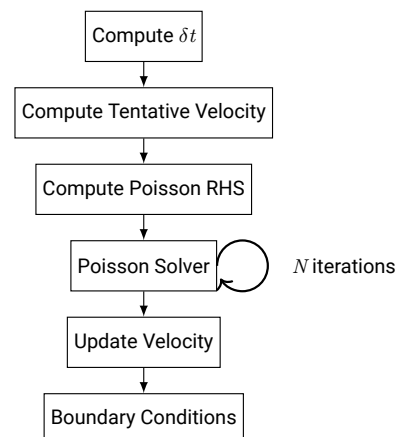 Compute δt
Compute Tentative Velocity
Compute Poisson RHS
Poisson Solver
N iterations
Update Velocity
Boundary Conditions